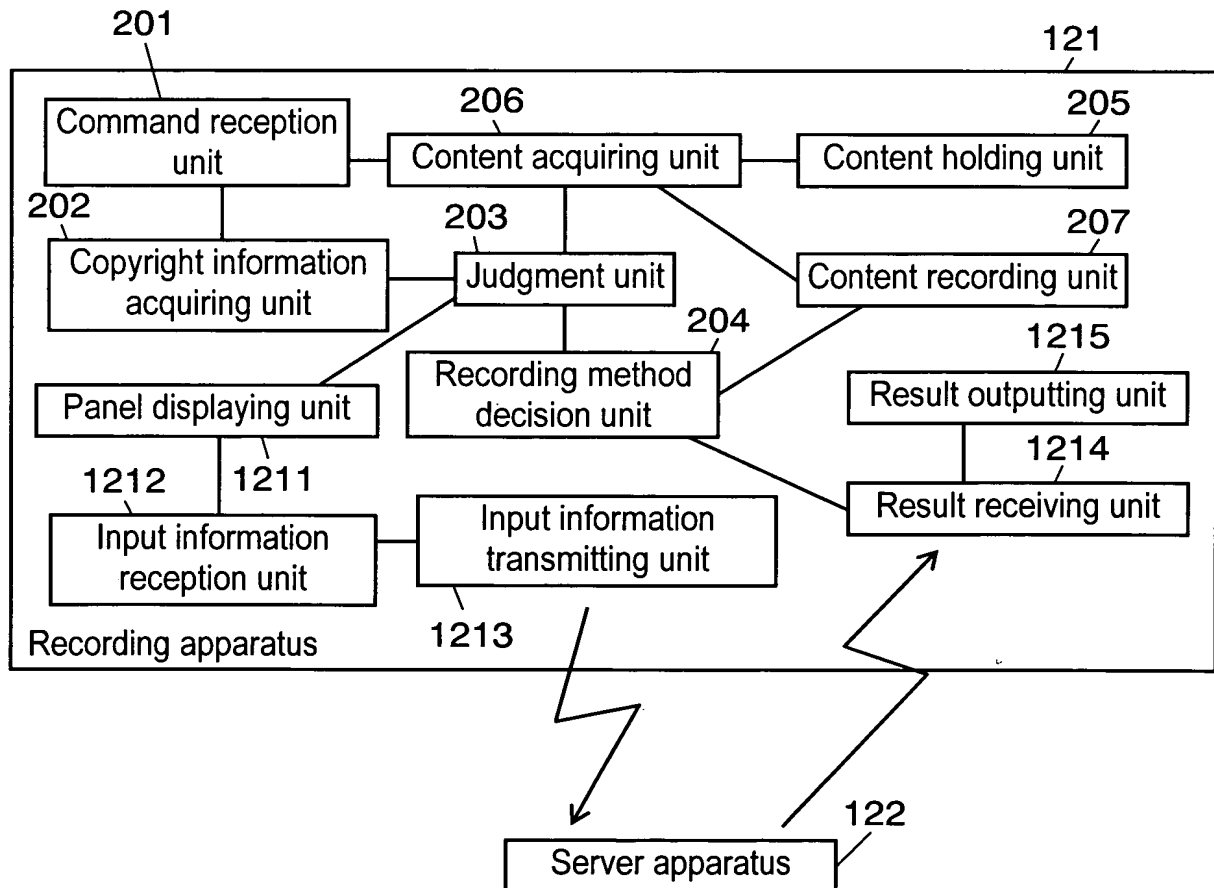 201
121
Command reception
unit
206
Content acquiring unit
205
Content holding unit
202
Copyright information
acquiring unit
203
Judgment unit
207
Content recording unit
204
Recording method
decision unit
1215
Result outputting unit
Panel displaying unit
1211
1214
Result receiving unit
1212
Input information
reception unit
Input information
transmitting unit
1213
Recording apparatus
122
Server apparatus